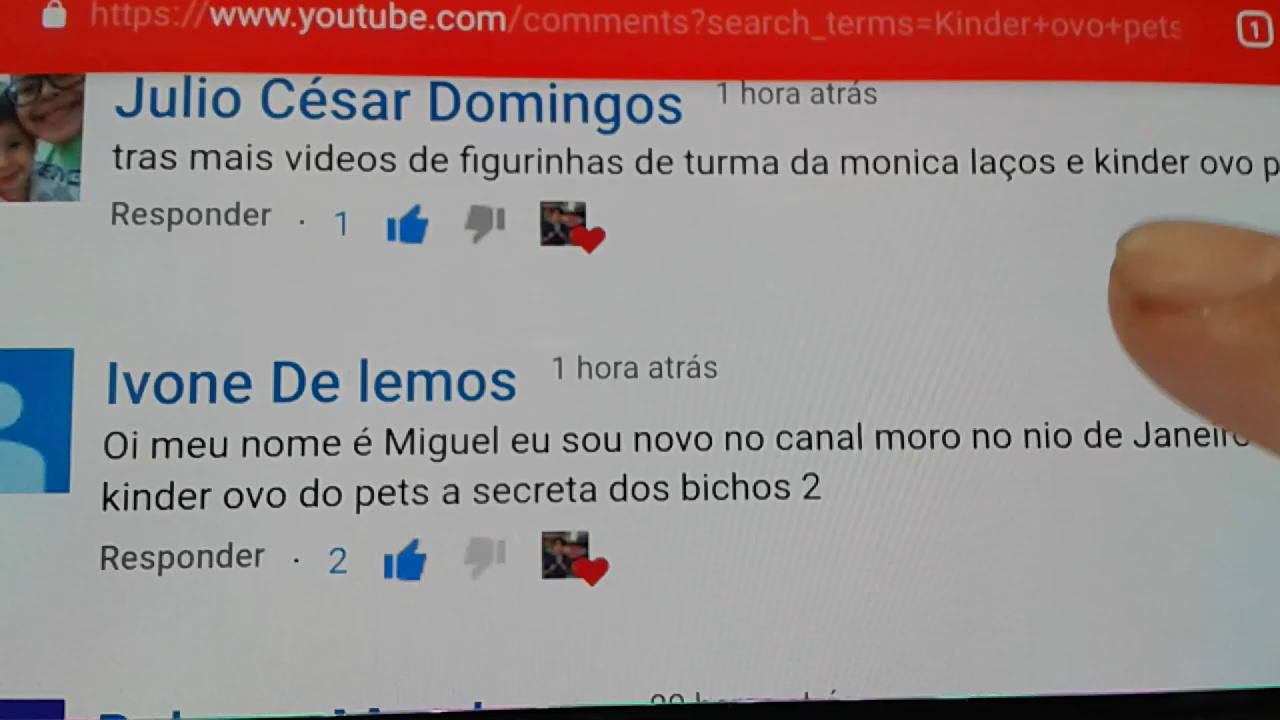 https://www.youtube.com/comments?search_terms=Kinder+ovo+pets
1
Julio César Domingos 1 hora atrás
tras mais videos de figurinhas de turma da monica laços e kinder ovo p
Responder · 1
Ivone De lemos 1 hora atrás
Oi meu nome é Miguel eu sou novo no canal moro no nio de Janeiro
kinder ovo do pets a secreta dos bichos 2
Responder · 2